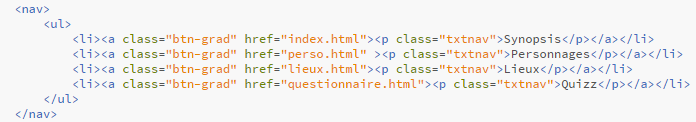 <nav>
<ul>
<li><a class="btn-grad" href="index.html"><p class="txtnav">Synopsis</p></a></li>
<li><a class="btn-grad" href="perso.html" ><p class="txtnav">Personnages</p></a></li>
<li><a class="btn-grad" href="lieux.html"><p class="txtnav">Lieux</p></a></li>
<li><a class="btn-grad" href="questionnaire.html"><p class="txtnav">Quizz</p></a></li>
</ul>
</nav>